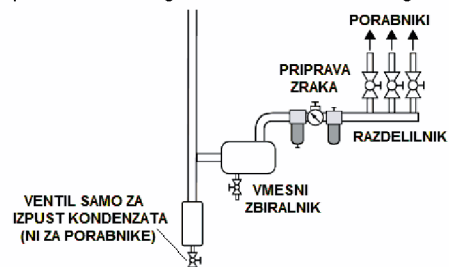 PORABNIKI
PRIPRAVA
ZRAKA
RAZDELILNIK
VMESNI
ZBIRALNIK
VENTIL SAMO ZA
IZPUST KONDENZATA
(NI ZA PORABNIKE)